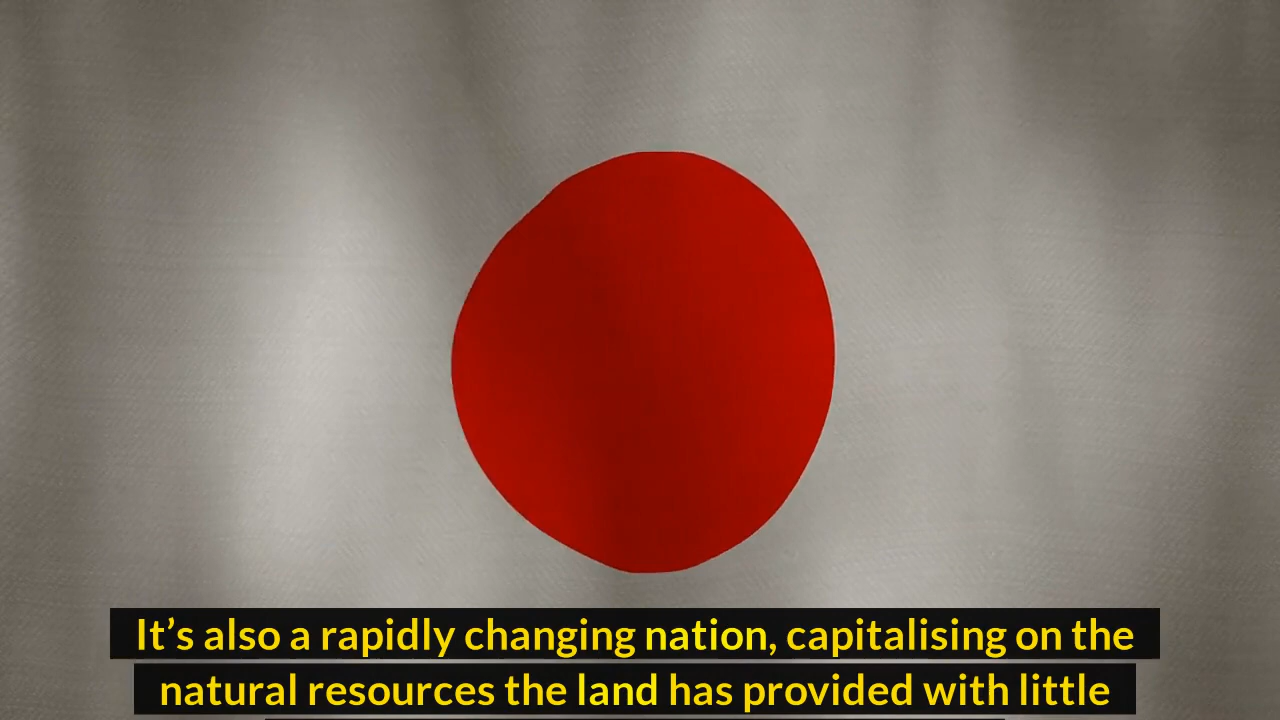 It’s also a rapidly changing nation, capitalising on the
natural resources the land has provided with little